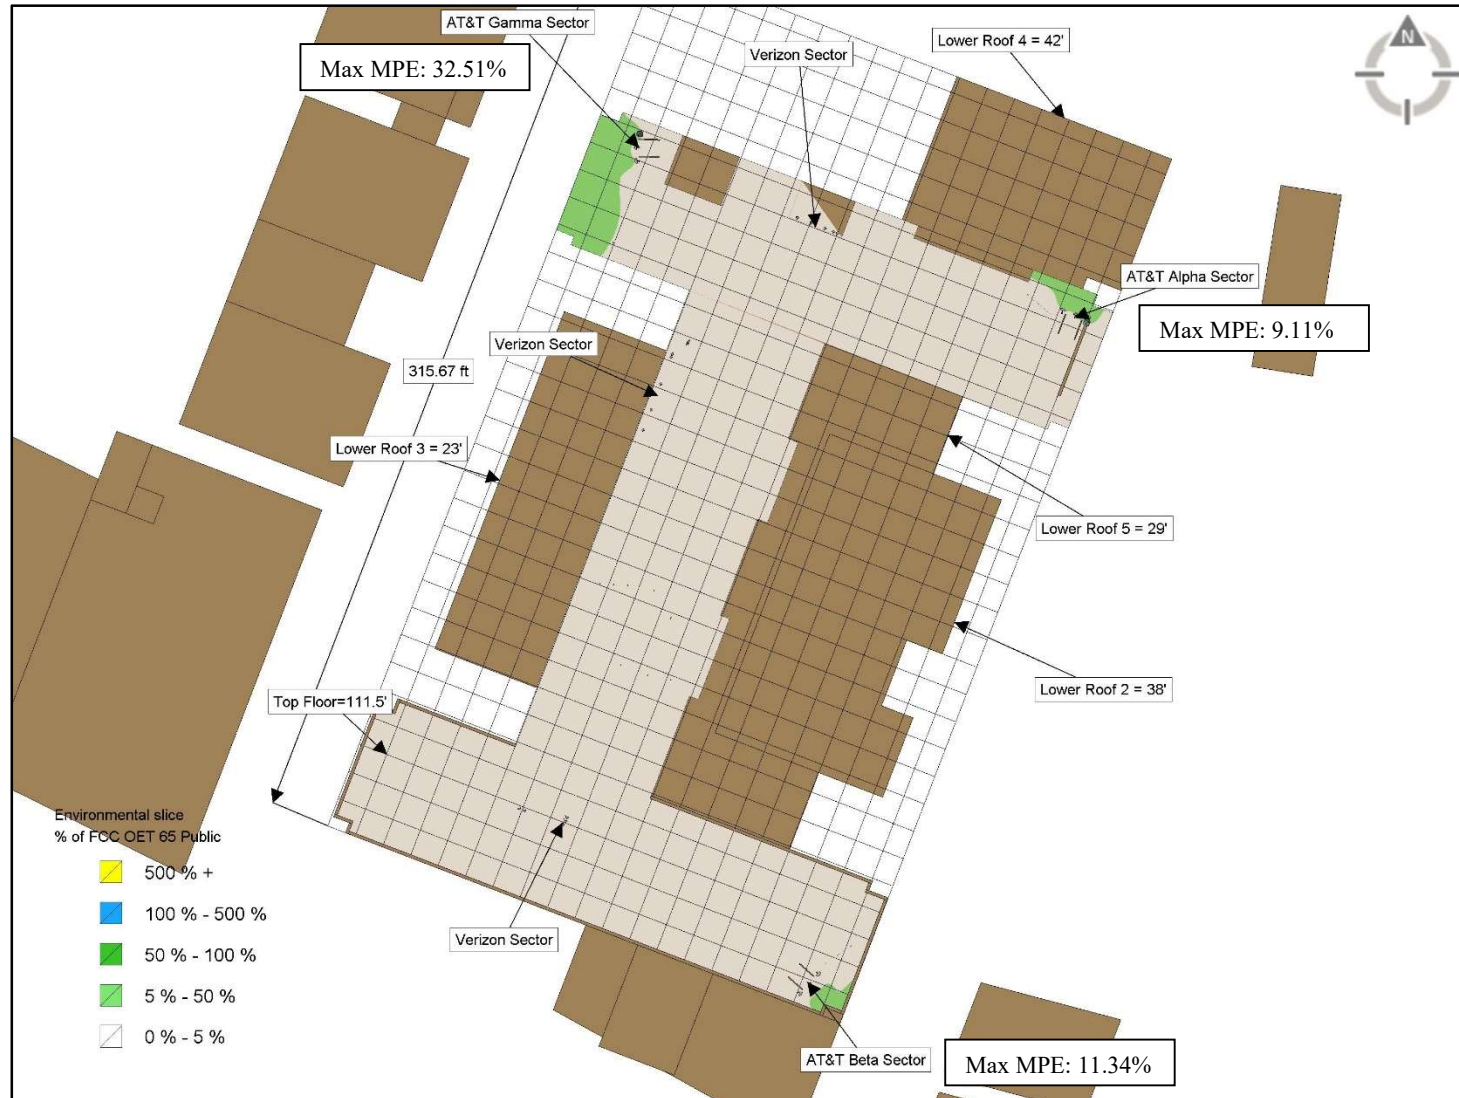 AT&T Gamma Sector
Max MPE: 32.51%
Verizon Sector
Lower Roof 4 = 42'
N
AT&T Alpha Sector
Max MPE: 9.11%
Verizon Sector
315.67 ft
Lower Roof 3 = 23'
Lower Roof 5 = 29'
Lower Roof 2 = 38'
Top Floor=111.5'
Environmental slice
% of FCC OET 65 Public
500 % +
100 % - 500 %
50 % - 100 %
5 % - 50 %
0 % - 5 %
Verizon Sector
AT&T Beta Sector
Max MPE: 11.34%